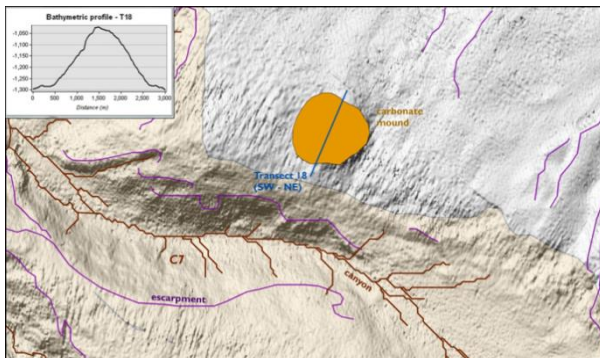 Bathymetric profile - T18
-1,050
-1,100
-1,150
-1,200
-1,250
-1,300
0 500 1,000 1,500 2,000 2,500 3,000
Distance (m)
carbonate
mound
Transect 18
(SW - NE)
C7
canyon
escarpment